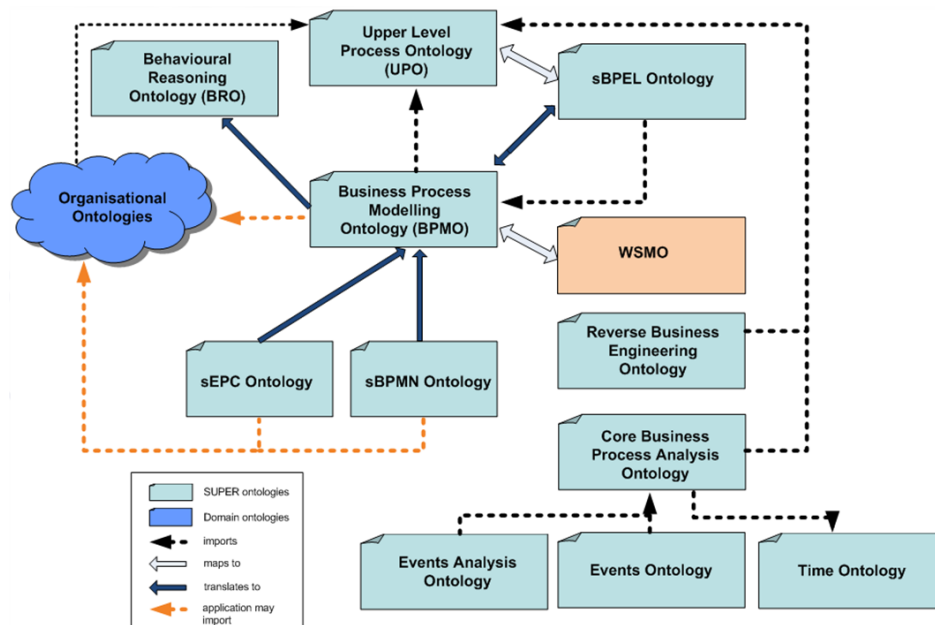 Upper Level
Process Ontology
(UPO)
Behavioural
Reasoning
Ontology (BRO)
sBPEL Ontology
Organisational
Ontologies
Business Process
Modelling
Ontology (BPMO)
WSMO
Reverse Business
Engineering
Ontology
sEPC Ontology
sBPMN Ontology
Core Business
Process Analysis
Ontology
SUPER ontologies
Domain ontologies
imports
maps to
translates to
application may
import
Events Analysis
Ontology
Events Ontology
Time Ontology